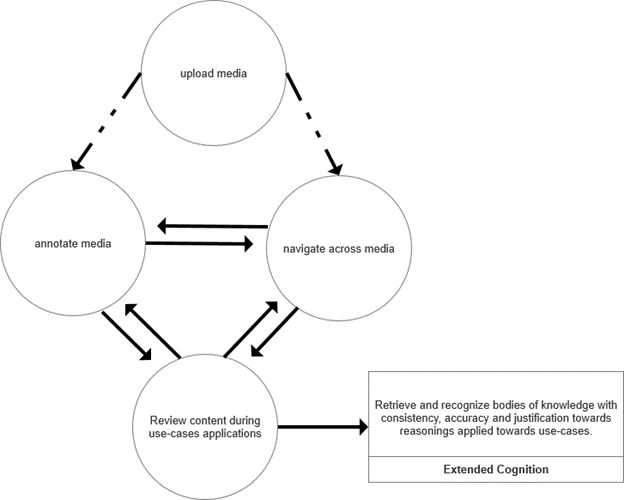 upload media
annotate media
navigate across media
Review content during
use-cases applications
Retrieve and recognize bodies of knowledge with
consistency, accuracy and justification towards
reasonings applied towards use-cases.
Extended Cognition